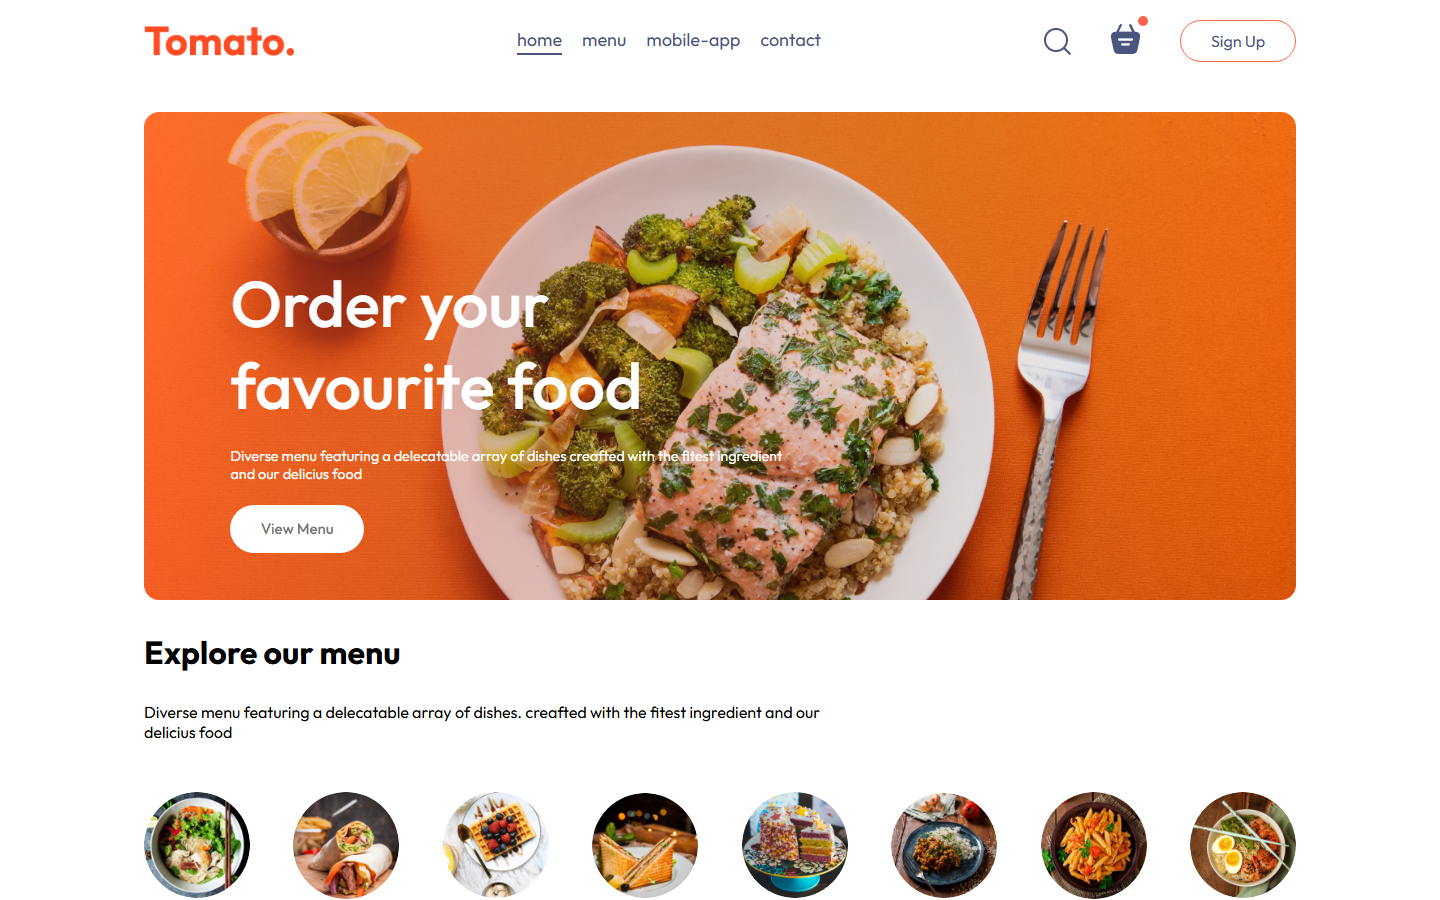 Tomato.
home menu mobile-app contact
Sign Up
Order your
favourite food
Diverse menu featuring a delecatable array of dishes creafted with the fitest ingredient
and our delicius food
View Menu
Explore our menu
Diverse menu featuring a delecatable array of dishes. creafted with the fitest ingredient and our
delicius food